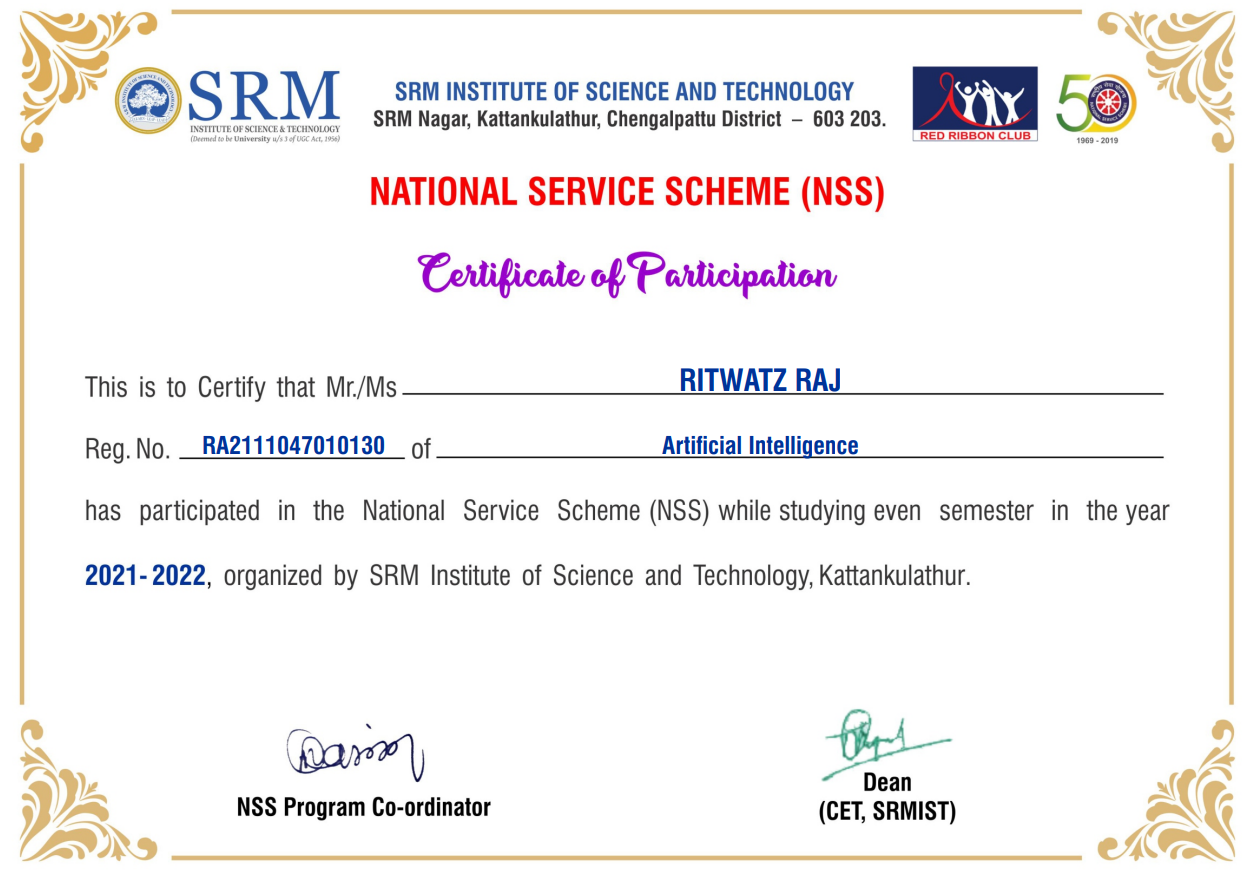 SRM
INSTITUTE OF SCIENCE & TECHNOLOGY
(Deemed to be University u/s 3 of UGC Act, 1956)
SRM INSTITUTE OF SCIENCE AND TECHNOLOGY
SRM Nagar, Kattankulathur, Chengalpattu District – 603 203.
RED RIBBON CLUB
50
1969 - 2019
NATIONAL SERVICE SCHEME (NSS)
Certificate of Participation
This is to Certify that Mr./Ms RITWATZ RAJ
Reg. No. RA2111047010130 of Artificial Intelligence
has participated in the National Service Scheme (NSS) while studying even semester in the year
2021- 2022, organized by SRM Institute of Science and Technology, Kattankulathur.
NSS Program Co-ordinator
Dean
(CET, SRMIST)